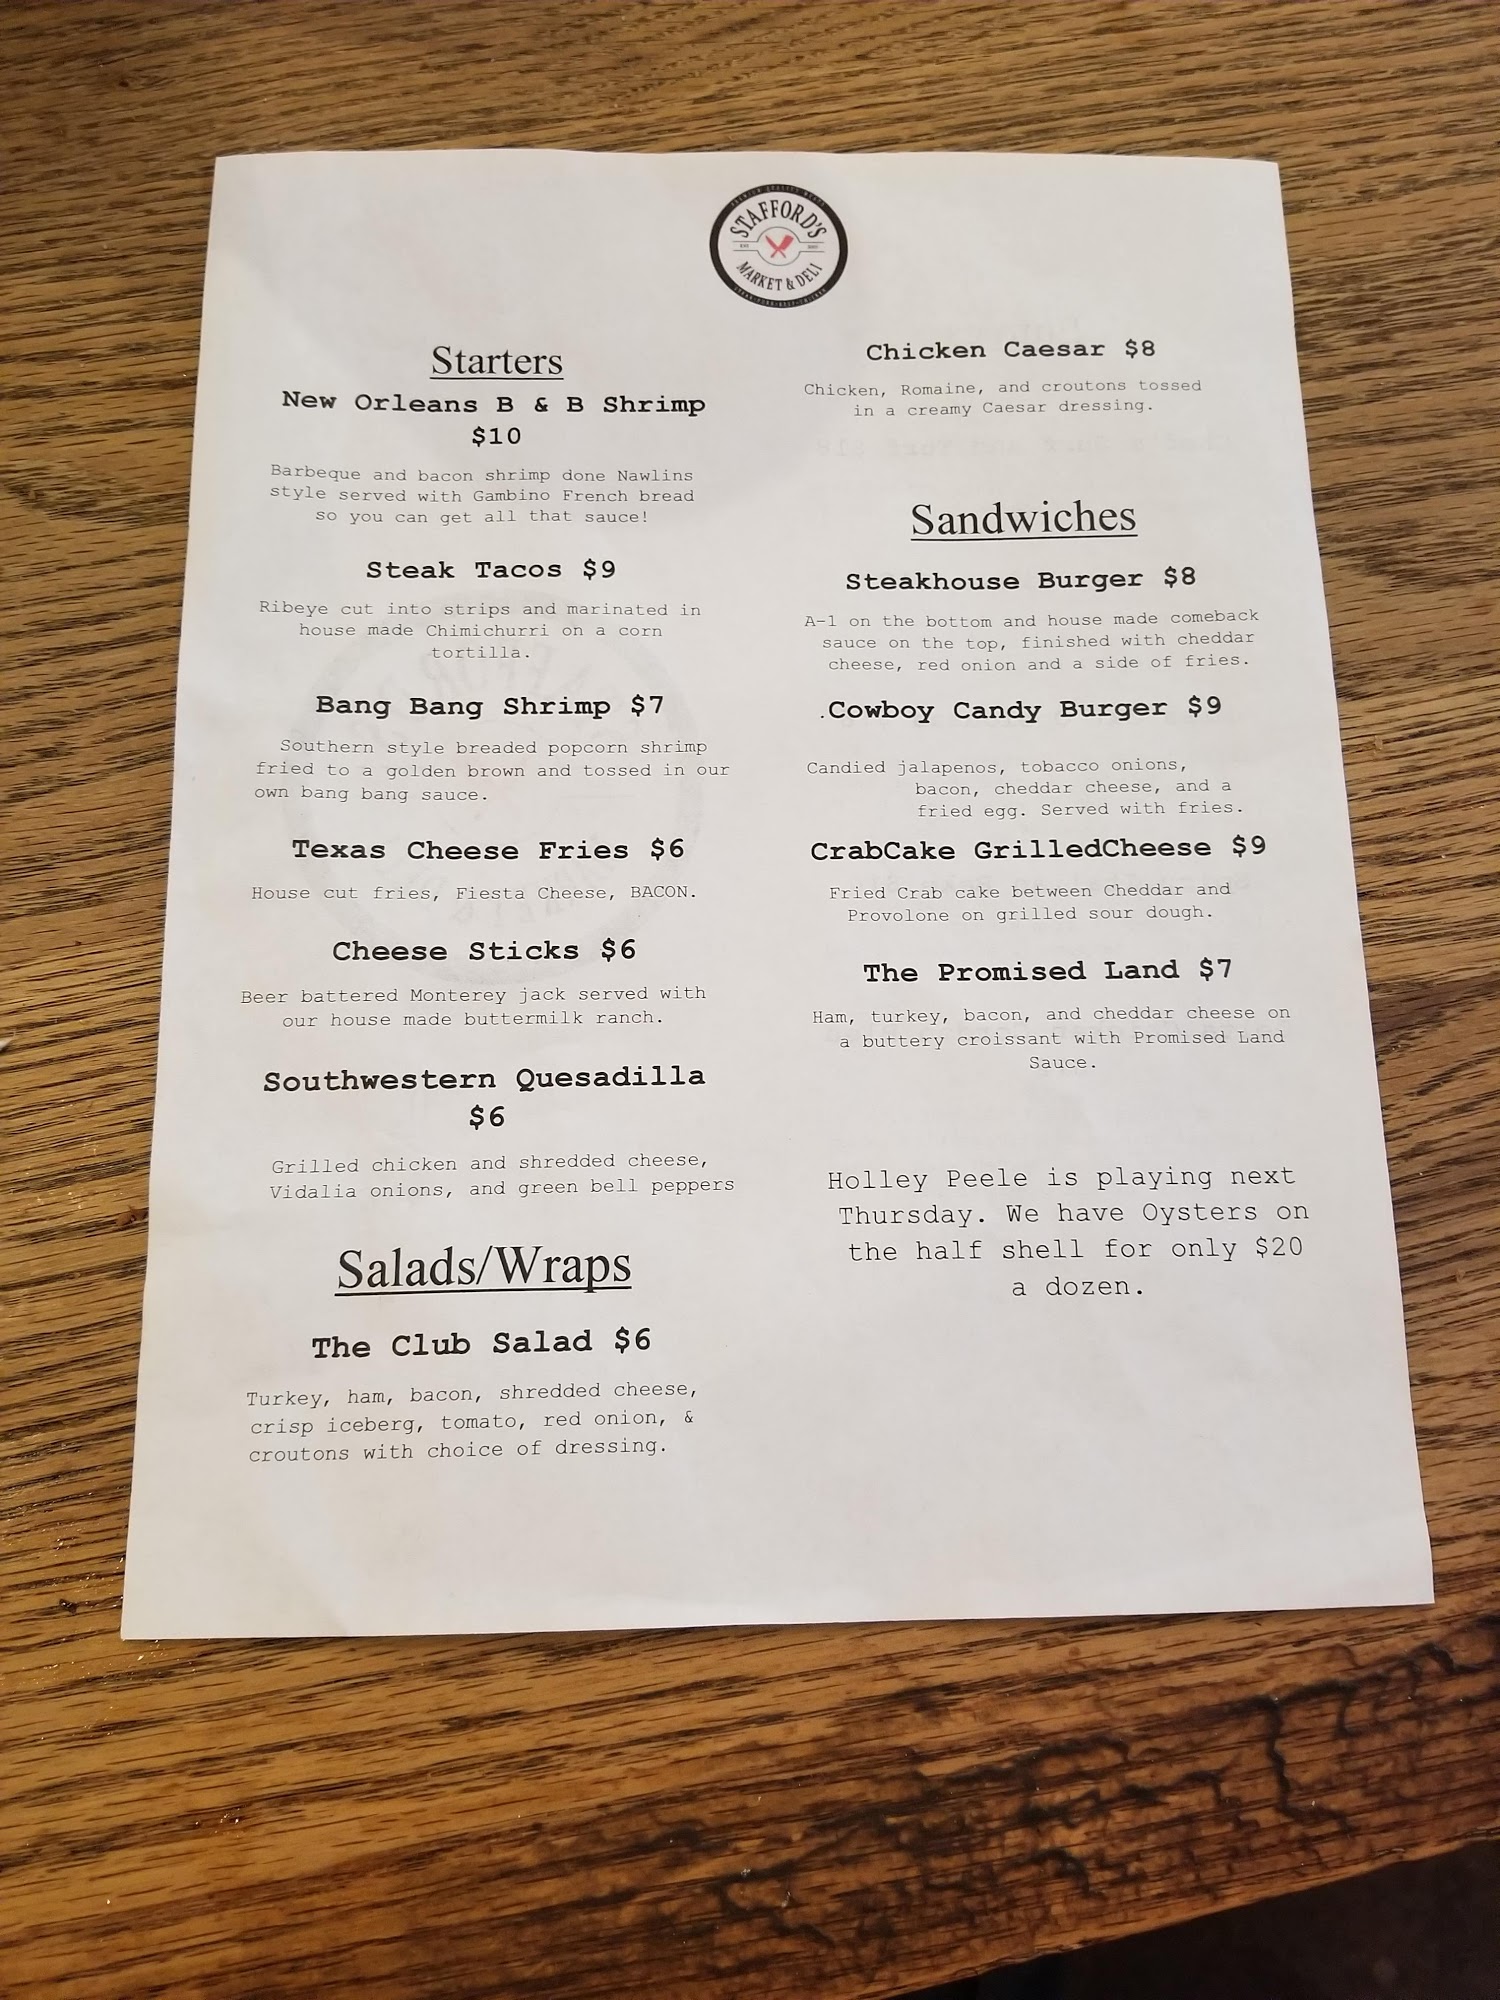 STAFFORD'S
MARKET & DELI
Starters
New Orleans B & B Shrimp
$10
Barbeque and bacon shrimp done Nawlins
style served with Gambino French bread
so you can get all that sauce!
Steak Tacos $9
Ribeye cut into strips and marinated in
house made Chimichurri on a corn
tortilla.
Bang Bang Shrimp $7
Southern style breaded popcorn shrimp
fried to a golden brown and tossed in our
own bang bang sauce.
Texas Cheese Fries $6
House cut fries, Fiesta Cheese, BACON.
Cheese Sticks $6
Beer battered Monterey jack served with
our house made buttermilk ranch.
Southwestern Quesadilla
$6
Grilled chicken and shredded cheese,
Vidalia onions, and green bell peppers
Salads/Wraps
The Club Salad $6
Turkey, ham, bacon, shredded cheese,
crisp iceberg, tomato, red onion, &
croutons with choice of dressing.
Chicken Caesar $8
Chicken, Romaine, and croutons tossed
in a creamy Caesar dressing.
Sandwiches
Steakhouse Burger $8
A-1 on the bottom and house made comeback
sauce on the top, finished with cheddar
cheese, red onion and a side of fries.
.Cowboy Candy Burger $9
Candied jalapenos, tobacco onions,
bacon, cheddar cheese, and a
fried egg. Served with fries.
CrabCake GrilledCheese $9
Fried Crab cake between Cheddar and
Provolone on grilled sour dough.
The Promised Land $7
Ham, turkey, bacon, and cheddar cheese on
a buttery croissant with Promised Land
Sauce.
Holley Peele is playing next
Thursday. We have Oysters on
the half shell for only $20
a dozen.